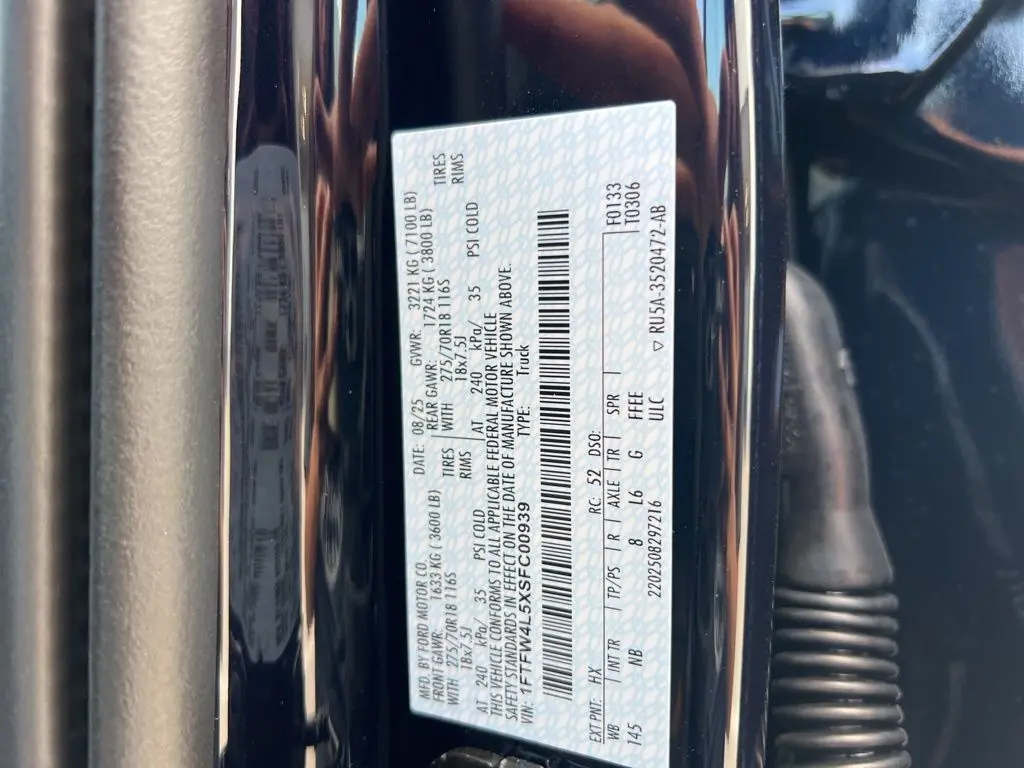 MFD. BY FORD MOTOR CO.
DATE: 08/25 GVWR: 3221 KG ( 7100 LB)
FRONT GAWR: 1633 KG ( 3600 LB) REAR GAWR: 1724 KG ( 3800 LB)
WITH 275/70R18 116S TIRES WITH 275/70R18 116S TIRES
18x7.5J RIMS 18x7.5J RIMS
AT 240 kPa/ 35 PSI COLD AT 240 kPa/ 35 PSI COLD
THIS VEHICLE CONFORMS TO ALL APPLICABLE FEDERAL MOTOR VEHICLE
SAFETY STANDARDS IN EFFECT ON THE DATE OF MANUFACTURE SHOWN ABOVE.
VIN: 1FTFW4L5XSFC00939 TYPE: Truck
EXT PNT: HX RC: 52 DSO:
WB INT TR TP/PS R AXLE TR SPR F0133
145 NB 8 L6 G FFEE T0306
2202508297216 ULC ▽ RU5A-3520472-AB